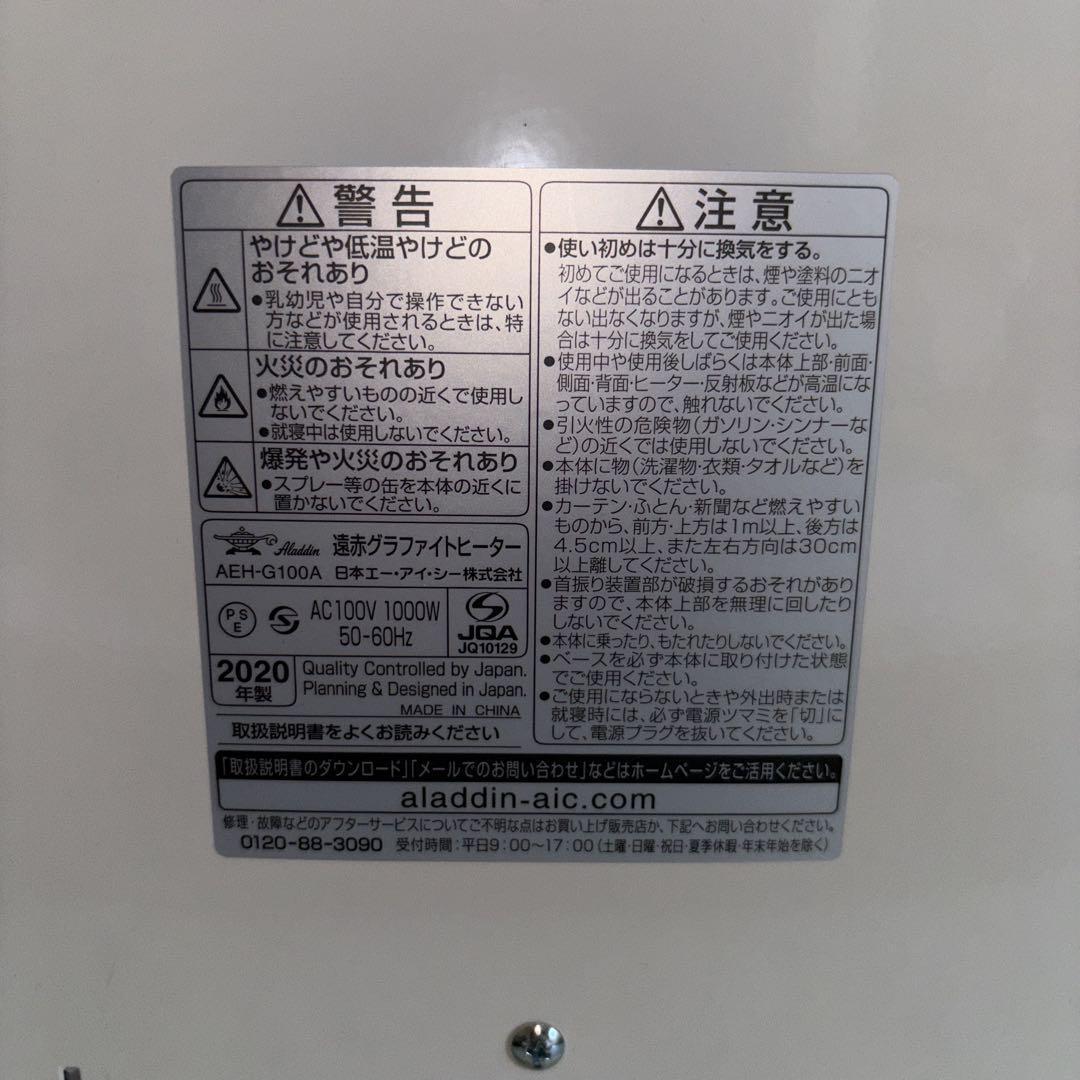 警告
やけどや低温やけどの
おそれあり
●乳幼児や自分で操作できない
方などが使用されるときは、特
に注意してください。
火災のおそれあり
●燃えやすいものの近くで使用し
ないでください。
●就寝中は使用しないでください。
爆発や火災のおそれあり
●スプレー等の缶を本体の近くに
置かないでください。
Aladdin 遠赤グラファイトヒーター
AEH-G100A 日本エー・アイ・シー株式会社
PS
E
AC100V 1000W
50-60Hz
JQA
JQ10129
2020
年製
Quality Controlled by Japan.
Planning & Designed in Japan.
MADE IN CHINA
取扱説明書をよくお読みください
注意
●使い初めは十分に換気をする。
初めてご使用になるときは、煙や塗料のニオ
イなどが出ることがあります。ご使用にとも
ない出なくなりますが、煙やニオイが出た場
合は十分に換気をしてご使用ください。
●使用中や使用後しばらくは本体上部・前面・
側面・背面・ヒーター・反射板などが高温にな
っていますので、触れないでください。
●引火性の危険物(ガソリン・シンナーな
ど)の近くでは使用しないでください。
●本体に物(洗濯物・衣類・タオルなど)を
掛けないでください。
●カーテン・ふとん・新聞など燃えやすい
ものから、前方・上方は1m以上、後方は
4.5cm以上、また左右方向は30cm
以上離してください。
●首振り装置部が破損するおそれがあり
ますので、本体上部を無理に回したりし
ないでください。
●本体に乗ったり、もたれたりしないでください。
●ベースを必ず本体に取り付けた状態
でご使用ください。
●ご使用にならないときや外出時または
就寝時には、必ず電源ツマミを「切」に
して、電源プラグを抜いてください。
「取扱説明書のダウンロード」「メールでのお問い合わせ」などはホームページをご活用ください。
aladdin-aic.com
修理・故障などのアフターサービスについてご不明な点はお買い上げ販売店か、下記へお問い合わせください。
0120-88-3090 受付時間:平日9:00〜17:00(土曜・日曜・祝日・夏季休暇・年末年始を除く)